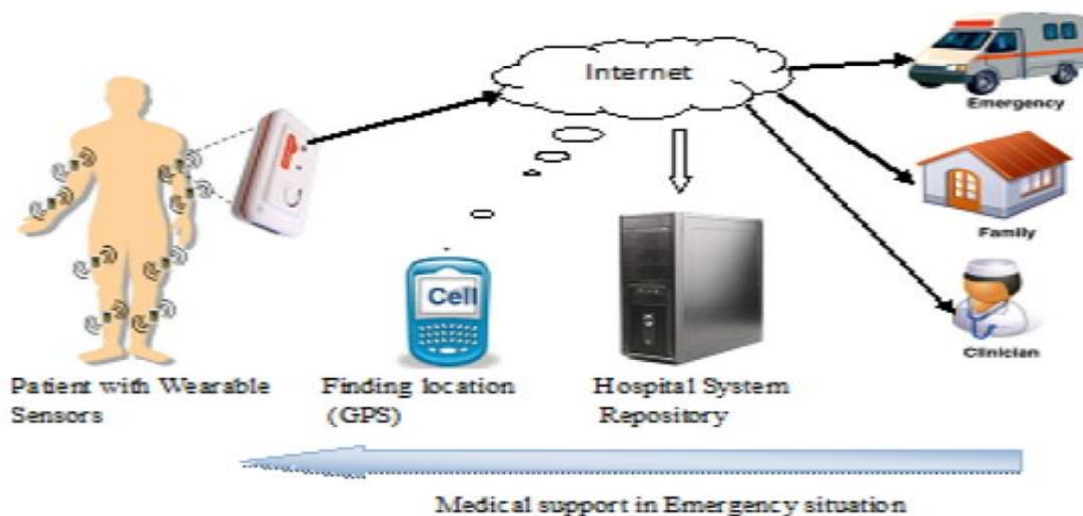 Internet
Emergency
Family
Cell
Clinician
Patient with Wearable
Sensors
Finding location
(GPS)
Hospital System
Repository
Medical support in Emergency situation